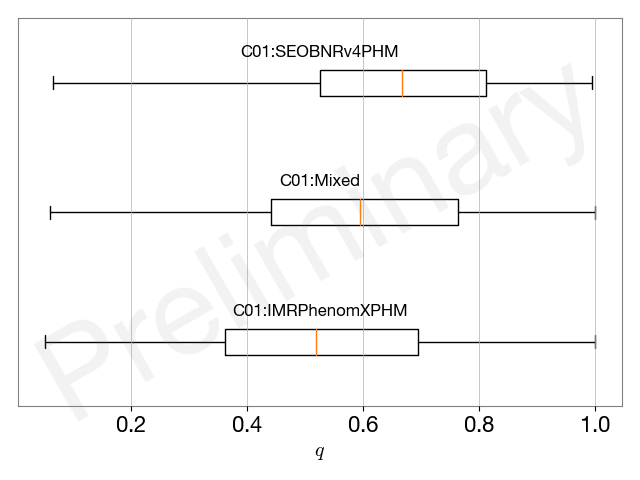 C01:SEOBNRv4PHM
C01:Mixed
C01:IMRPhenomXPHM
Preliminary
0.2 0.4 0.6 0.8 1.0
q